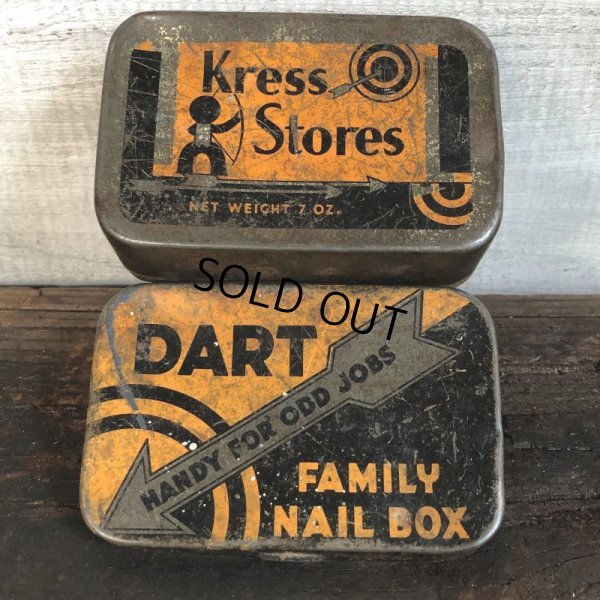 Kress
Stores
NET WEIGHT 7 OZ.
SOLD OUT
DART
HANDY FOR ODD JOBS
FAMILY
NAIL BOX